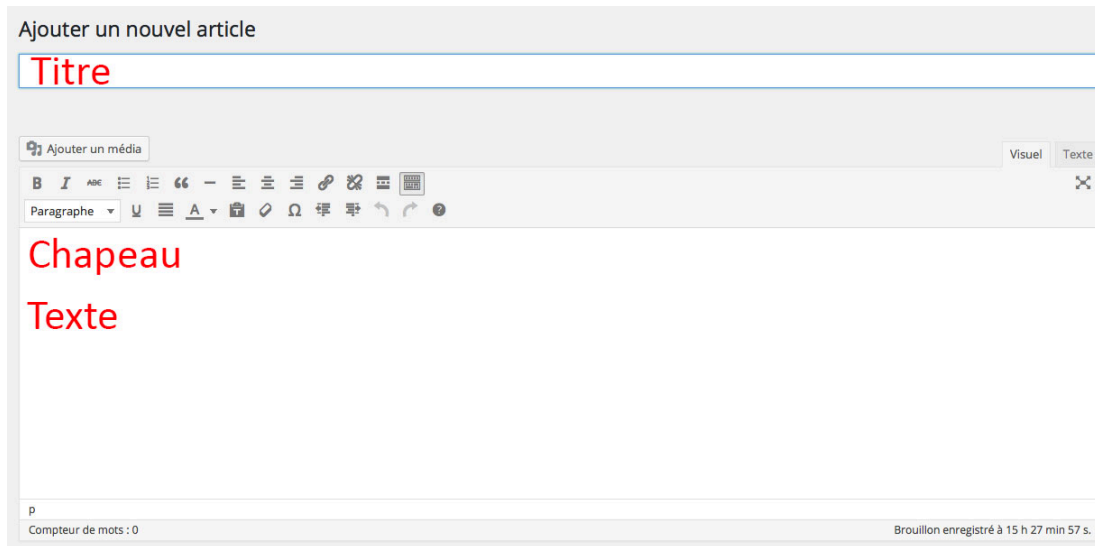 Ajouter un nouvel article
Titre
Ajouter un média
Visuel Texte
B I ABC
Paragraphe U A Ω
Chapeau
Texte
p
Compteur de mots : 0 Brouillon enregistré à 15 h 27 min 57 s.